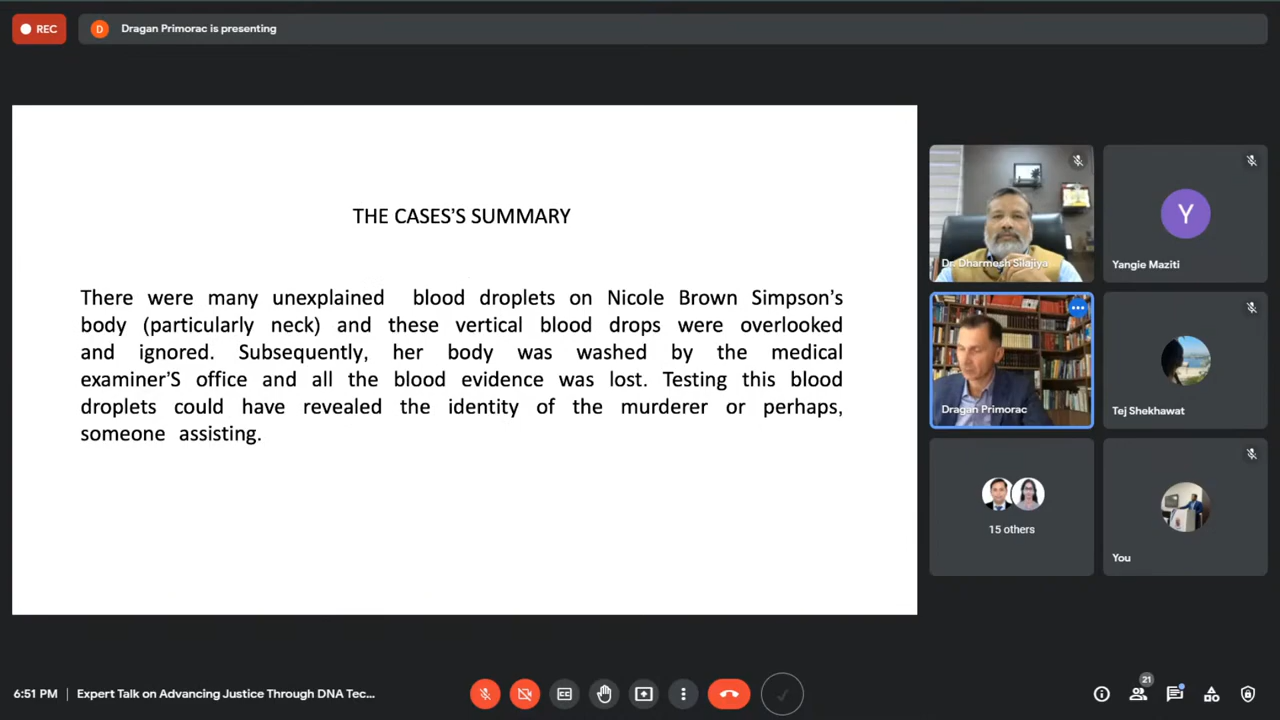 REC
D
Dragan Primorac is presenting
THE CASES'S SUMMARY
There were many unexplained blood droplets on Nicole Brown Simpson's
body (particularly neck) and these vertical blood drops were overlooked
and ignored. Subsequently, her body was washed by the medical
examiner'S office and all the blood evidence was lost. Testing this blood
droplets could have revealed the identity of the murderer or perhaps,
someone assisting.
Dr. Dharmesh Silajiya
Y
Yangie Maziti
Dragan Primorac
Tej Shekhawat
15 others
You
6:51 PM | Expert Talk on Advancing Justice Through DNA Tec...
CC
21